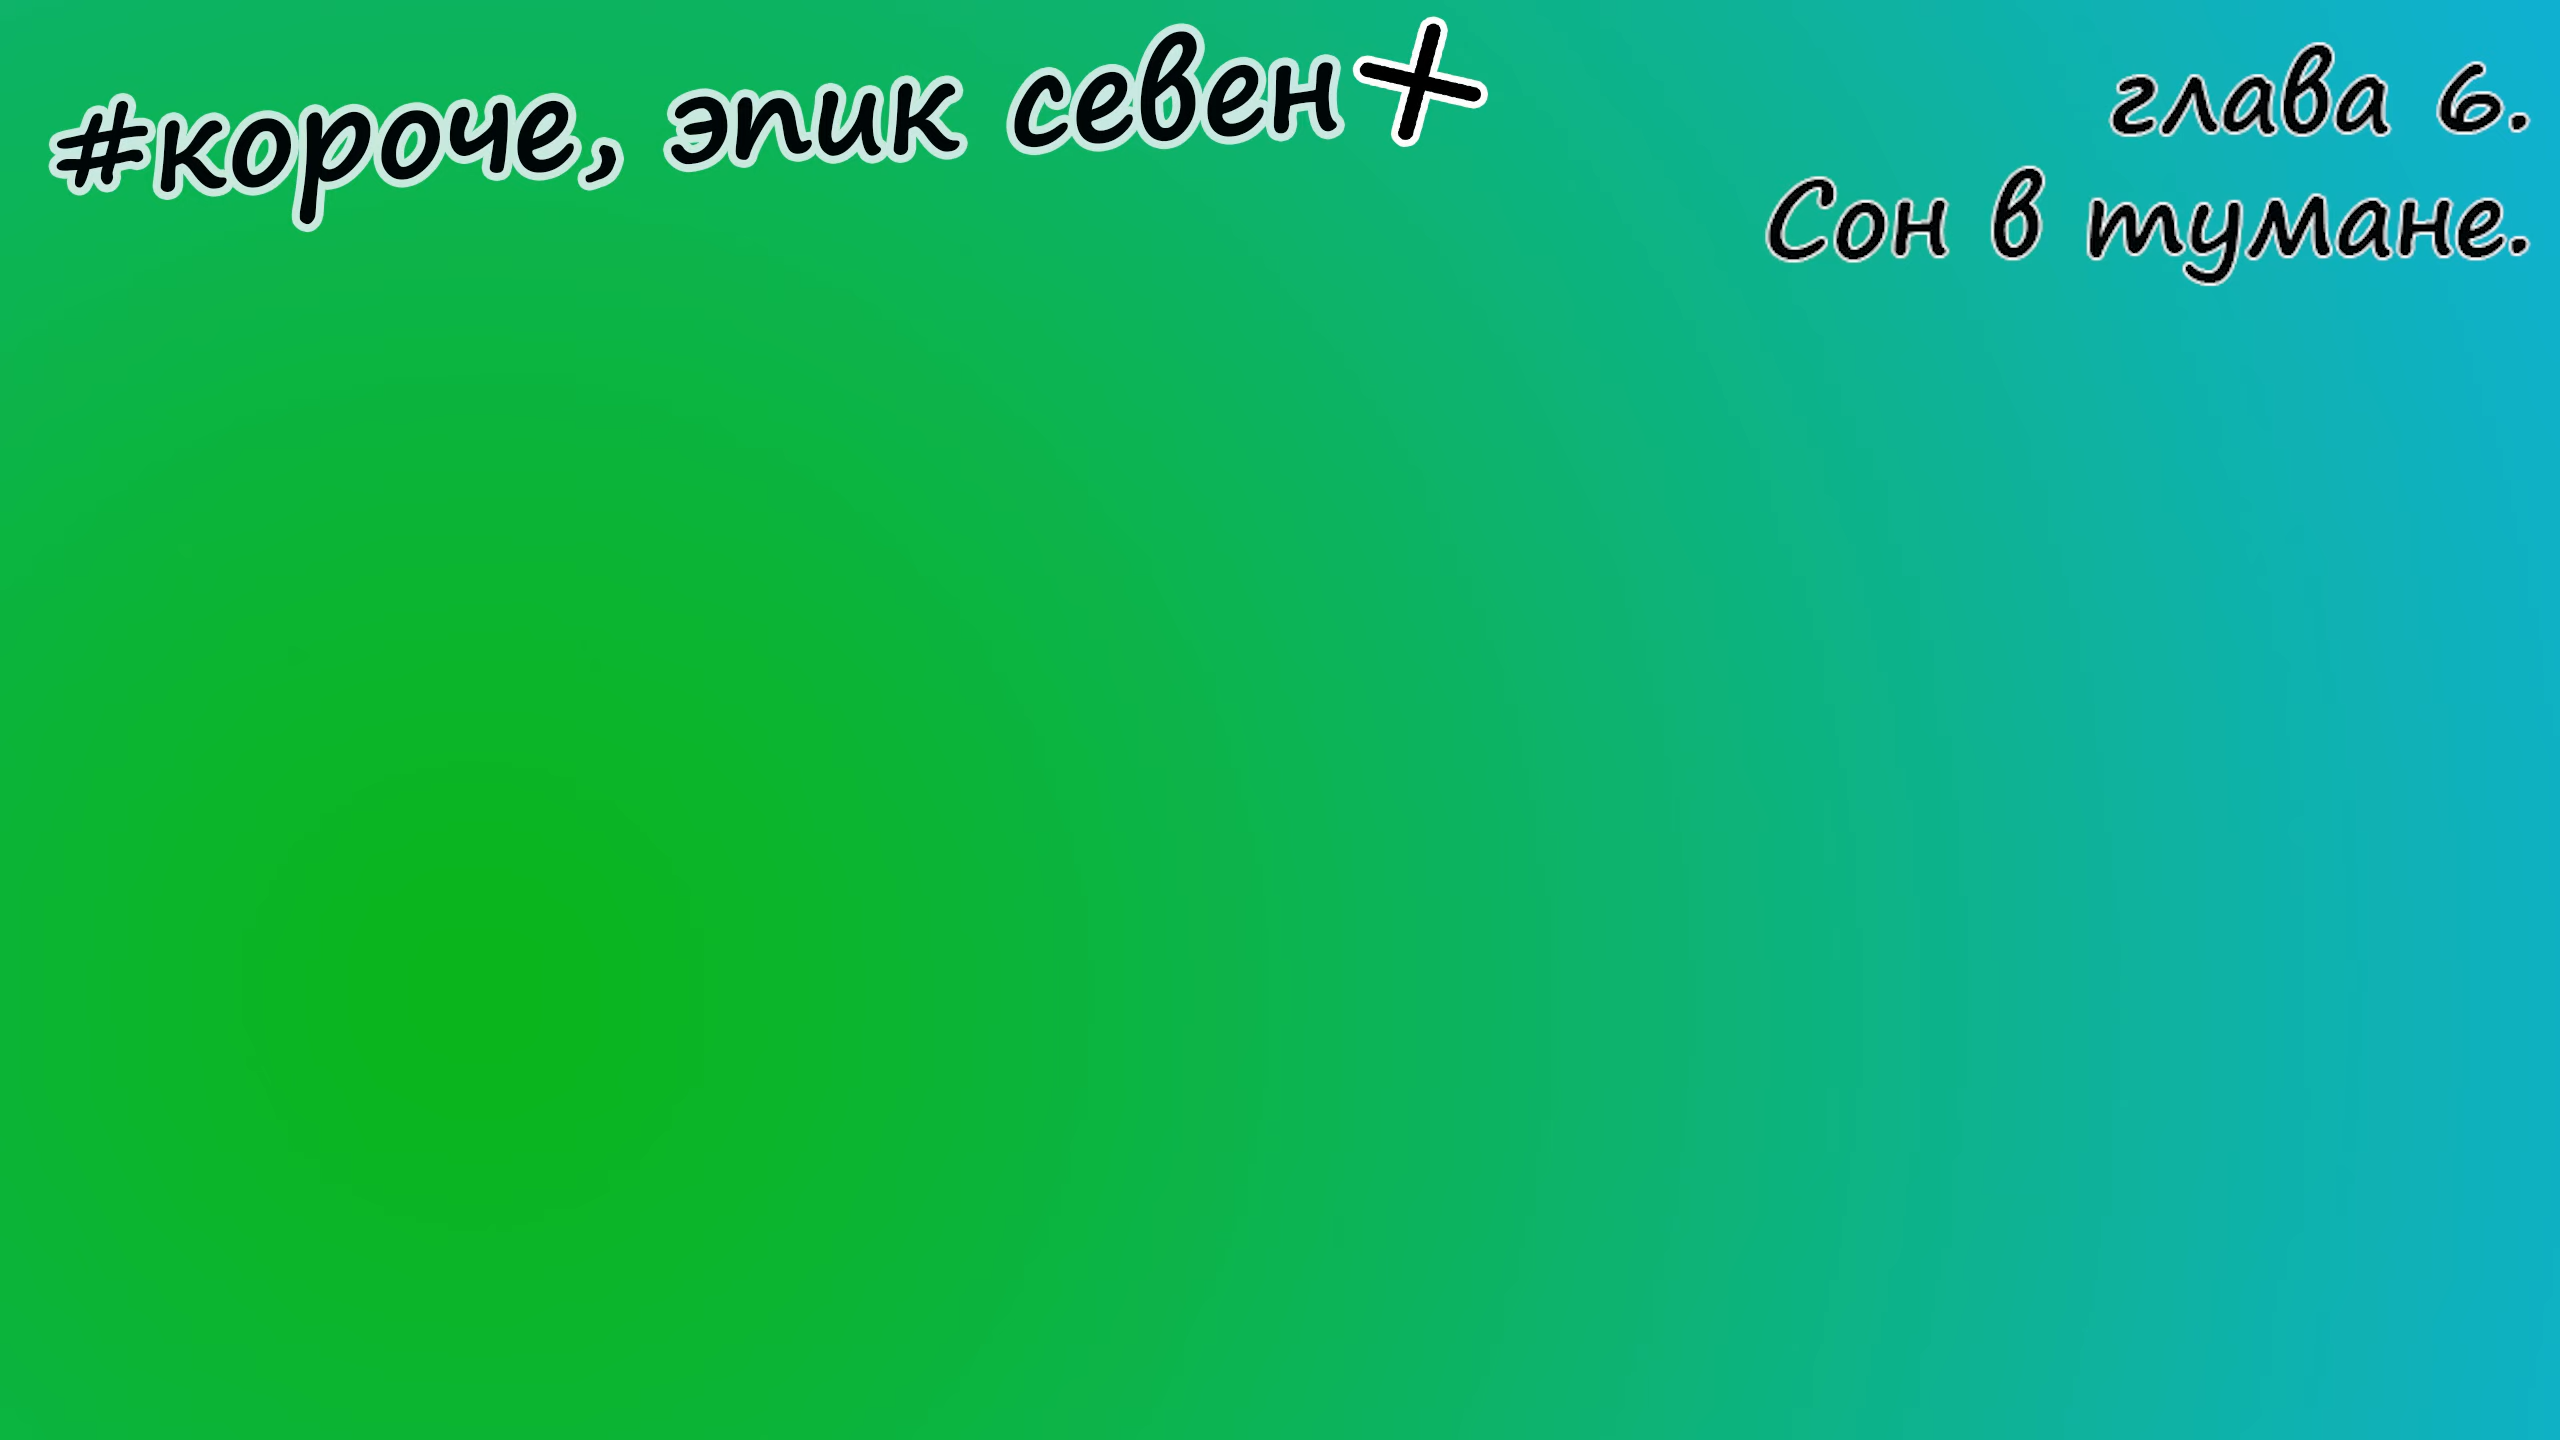 #короче, эпик севен+
глава 6.
Сон в тумане.